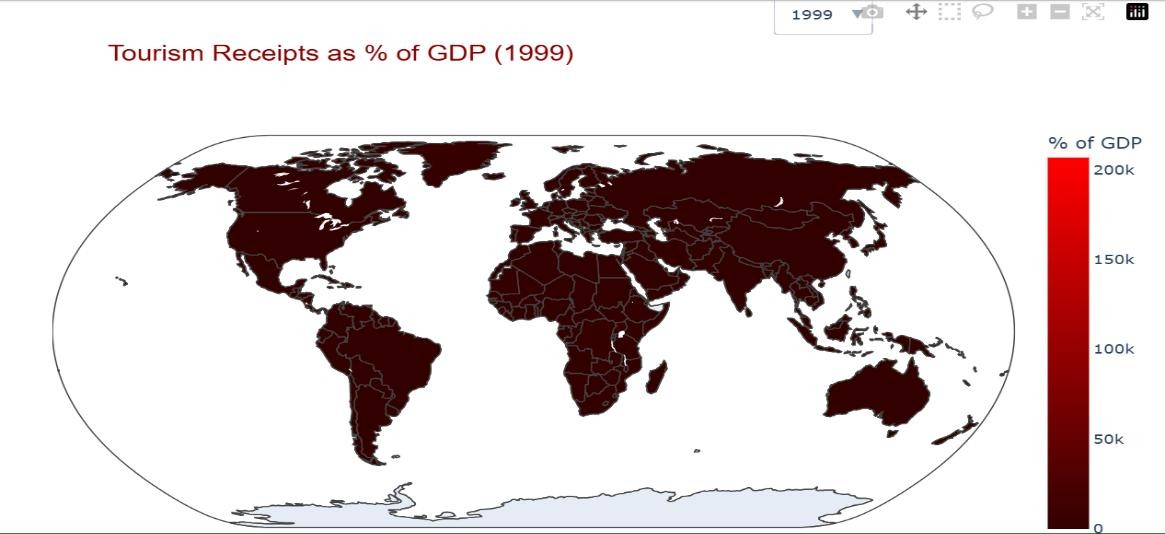 1999
Tourism Receipts as % of GDP (1999)
% of GDP
200k
150k
100k
50k
0